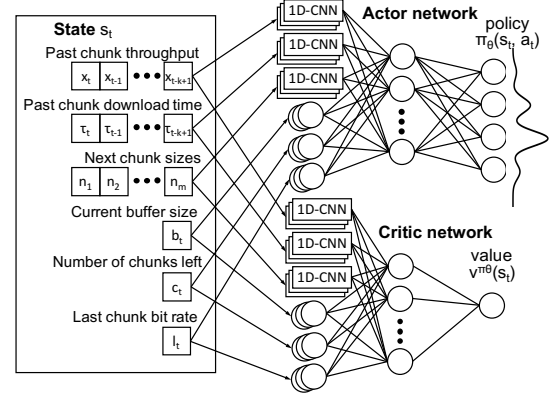 State s_t
Past chunk throughput
x_t x_t-1 ••• x_t-k+1
Past chunk download time
τ_t τ_t-1 ••• τ_t-k+1
Next chunk sizes
n_1 n_2 ••• n_m
Current buffer size
b_t
Number of chunks left
c_t
Last chunk bit rate
l_t
1D-CNN
1D-CNN
1D-CNN
Actor network
policy
π_θ(s_t, a_t)
1D-CNN
1D-CNN
1D-CNN
Critic network
value
v^πθ(s_t)